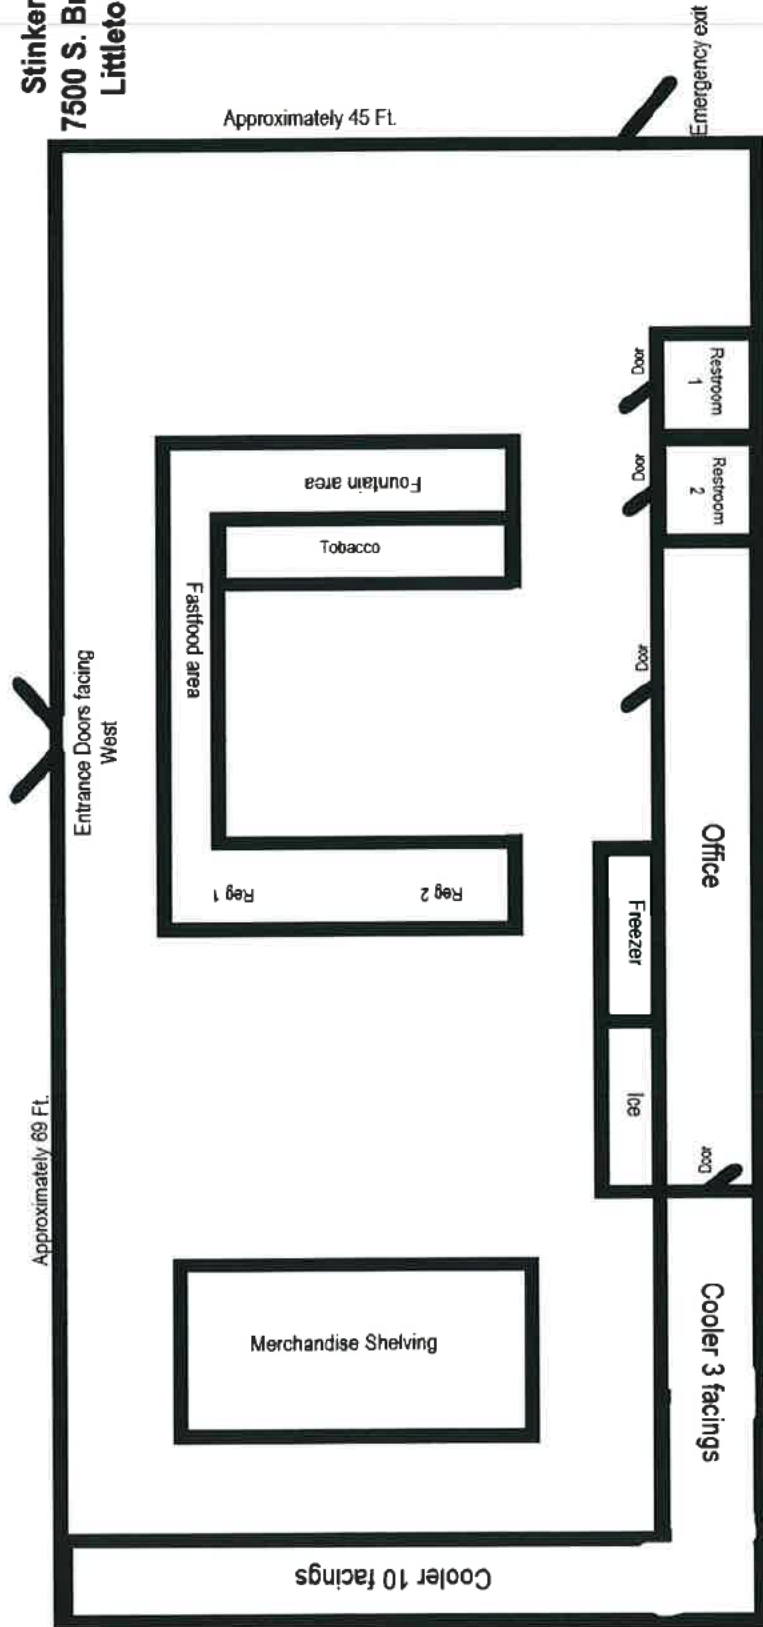 Stinker
7500 S. Br
Littleto
Approximately 45 Ft.
Emergency exit
Restroom
1
Door
Restroom
2
Door
Fountain area
Tobacco
Fastfood area
Door
Entrance Doors facing
West
Office
Reg 1
Reg 2
Freezer
Ice
Door
Approximately 69 Ft.
Merchandise Shelving
Cooler 3 facings
Cooler 10 facings